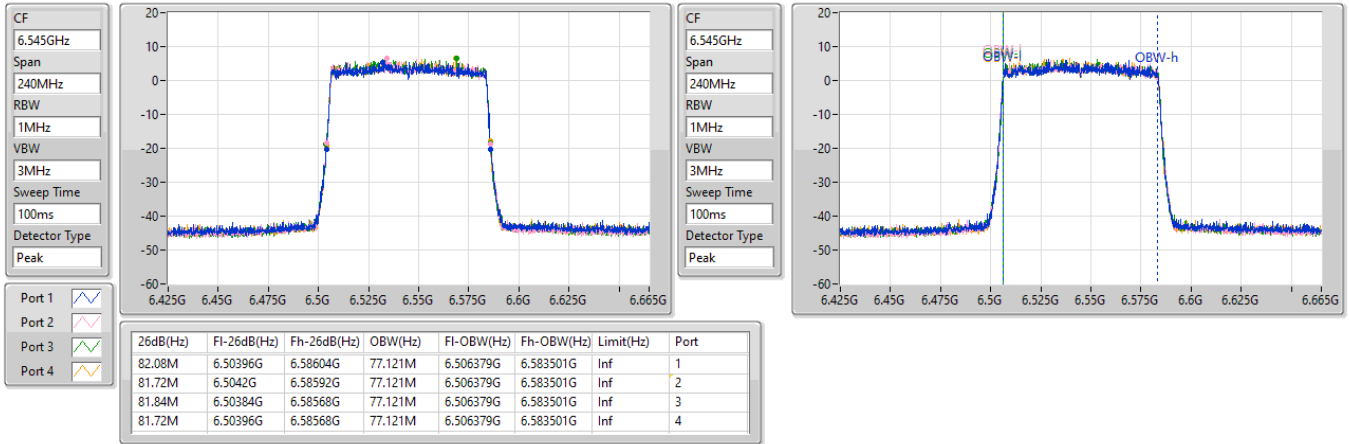 CF
6.545GHz
Span
240MHz
RBW
1MHz
VBW
3MHz
Sweep Time
100ms
Detector Type
Peak
20
10
0
-10
-20
-30
-40
-50
-60
6.425G 6.45G 6.475G 6.5G 6.525G 6.55G 6.575G 6.6G 6.625G 6.665G
CF
6.545GHz
Span
240MHz
RBW
1MHz
VBW
3MHz
Sweep Time
100ms
Detector Type
Peak
20
10
0
-10
-20
-30
-40
-50
-60
OBW-l
OBW-h
6.425G 6.45G 6.475G 6.5G 6.525G 6.55G 6.575G 6.6G 6.625G 6.665G
Port 1
Port 2
Port 3
Port 4
26dB(Hz) Fl-26dB(Hz) Fh-26dB(Hz) OBW(Hz) Fl-OBW(Hz) Fh-OBW(Hz) Limit(Hz) Port
82.08M 6.50396G 6.58604G 77.121M 6.506379G 6.583501G Inf 1
81.72M 6.5042G 6.58592G 77.121M 6.506379G 6.583501G Inf 2
81.84M 6.50384G 6.58568G 77.121M 6.506379G 6.583501G Inf 3
81.72M 6.50396G 6.58568G 77.121M 6.506379G 6.583501G Inf 4